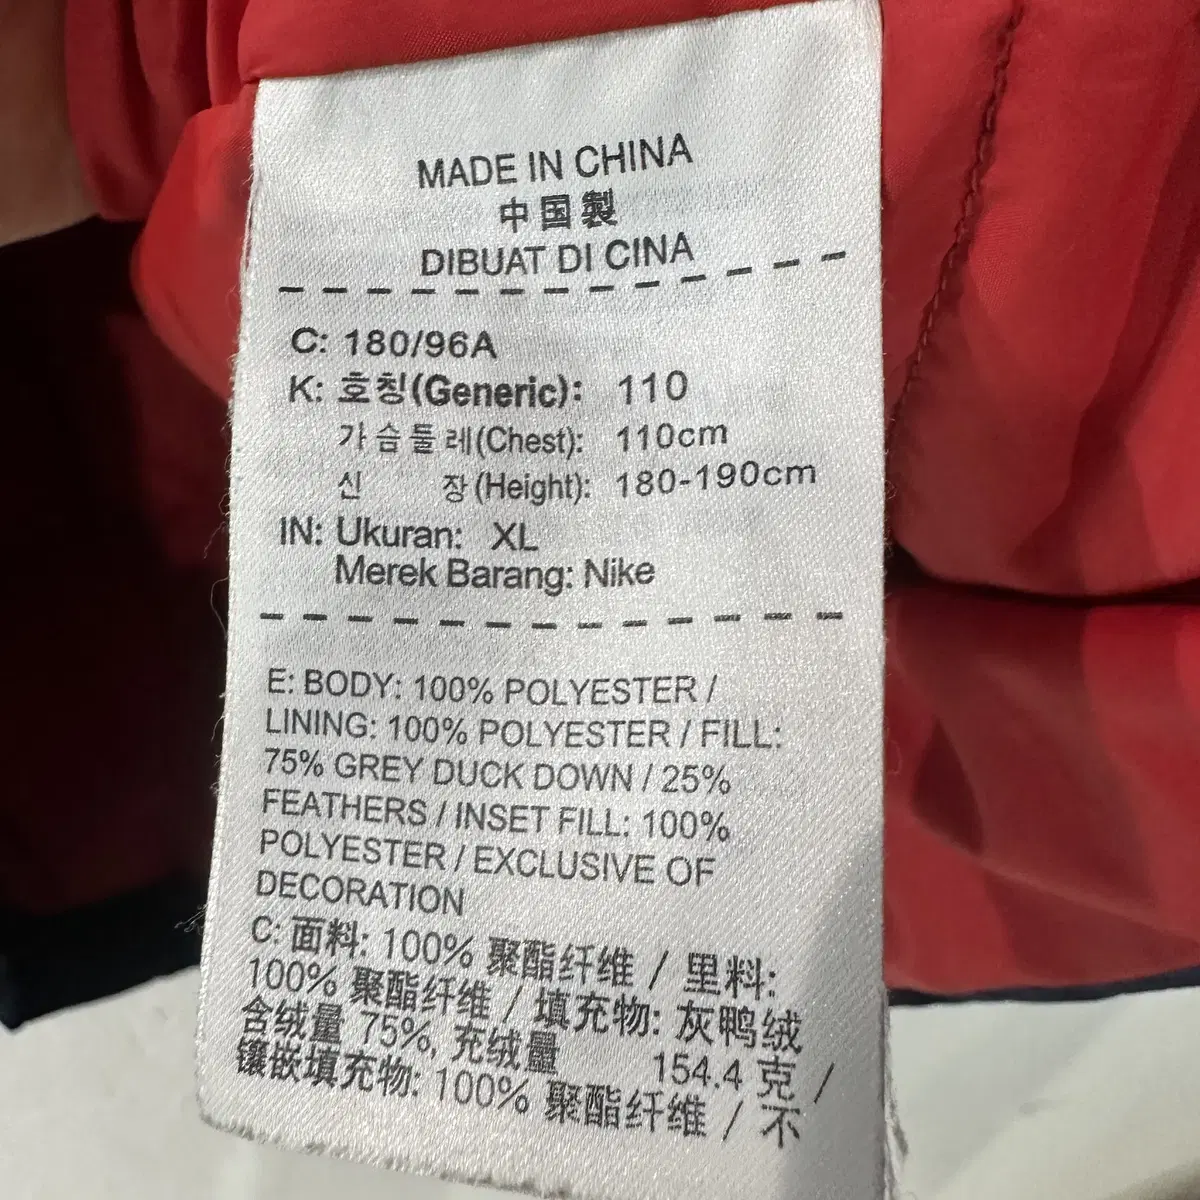 MADE IN CHINA
中国製
DIBUAT DI CINA
C: 180/96A
K: 호칭(Generic): 110
가슴둘레(Chest): 110cm
신 장(Height): 180-190cm
IN: Ukuran: XL
Merek Barang: Nike
E: BODY: 100% POLYESTER /
LINING: 100% POLYESTER / FILL:
75% GREY DUCK DOWN / 25%
FEATHERS / INSET FILL: 100%
POLYESTER / EXCLUSIVE OF
DECORATION
C: 面料: 100% 聚酯纤维 / 里料:
100% 聚酯纤维 / 填充物: 灰鸭绒
含绒量 75%, 充绒量 154.4 克 /
镶嵌填充物: 100% 聚酯纤维 / 不